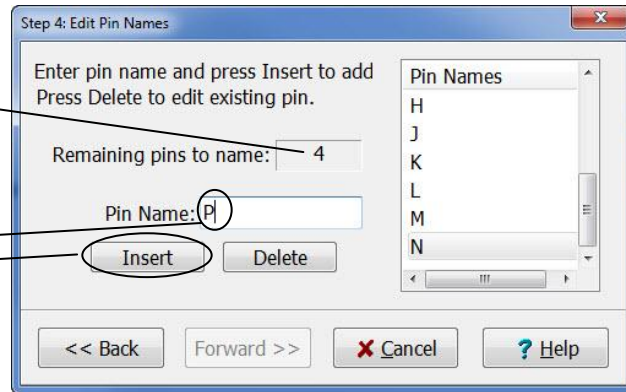 Step 4: Edit Pin Names
Enter pin name and press Insert to add
Press Delete to edit existing pin.
Remaining pins to name: 4
Pin Name: P
Insert
Delete
Pin Names
H
J
K
L
M
N
<< Back
Forward >>
Cancel
? Help